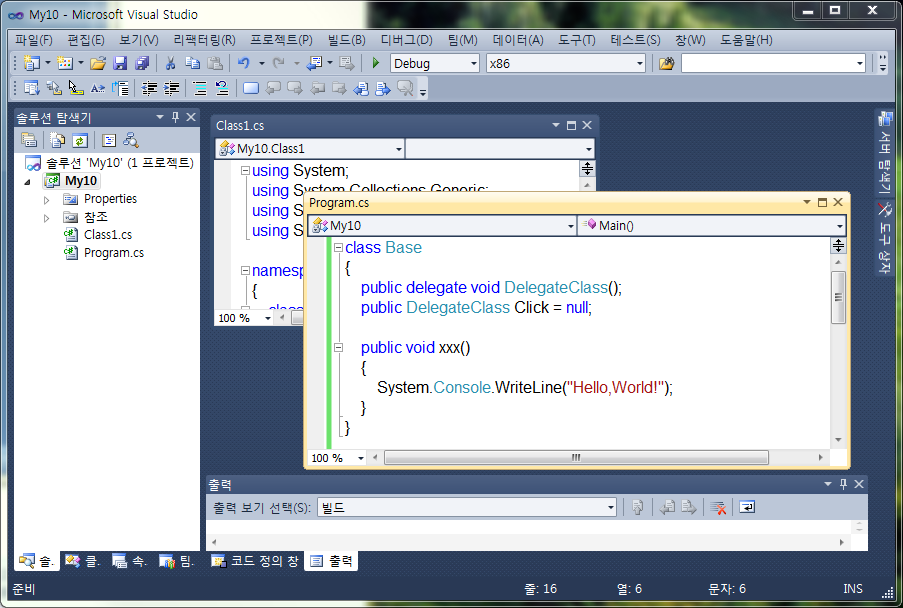 My10 - Microsoft Visual Studio
파일(F) 편집(E) 보기(V) 리팩터링(R) 프로젝트(P) 빌드(B) 디버그(D) 팀(M) 데이터(A) 도구(T) 테스트(S) 창(W) 도움말(H)
Debug x86
솔루션 탐색기
솔루션 'My10' (1 프로젝트)
My10
Properties
참조
Class1.cs
Program.cs
Class1.cs
My10.Class1
using System;
using System.Collections.Generic;
using S
using S
namesp
{
100 %
Program.cs
My10 Main()
class Base
{
public delegate void DelegateClass();
public DelegateClass Click = null;
public void xxx()
{
System.Console.WriteLine("Hello,World!");
}
}
100 %
서버 탐색기
도구 상자
출력
출력 보기 선택(S): 빌드
솔. 클. 속. 팀. 코드 정의 창 출력
준비 줄: 16 열: 6 문자: 6 INS